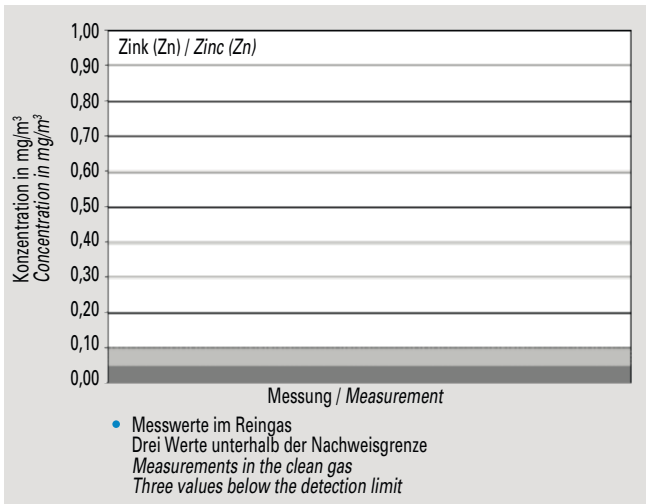 Zink (Zn) / Zinc (Zn)
Konzentration in mg/m³
Concentration in mg/m³
1,00
0,90
0,80
0,70
0,60
0,50
0,40
0,30
0,20
0,10
0,00
Messung / Measurement
• Messwerte im Reingas
Drei Werte unterhalb der Nachweisgrenze
Measurements in the clean gas
Three values below the detection limit